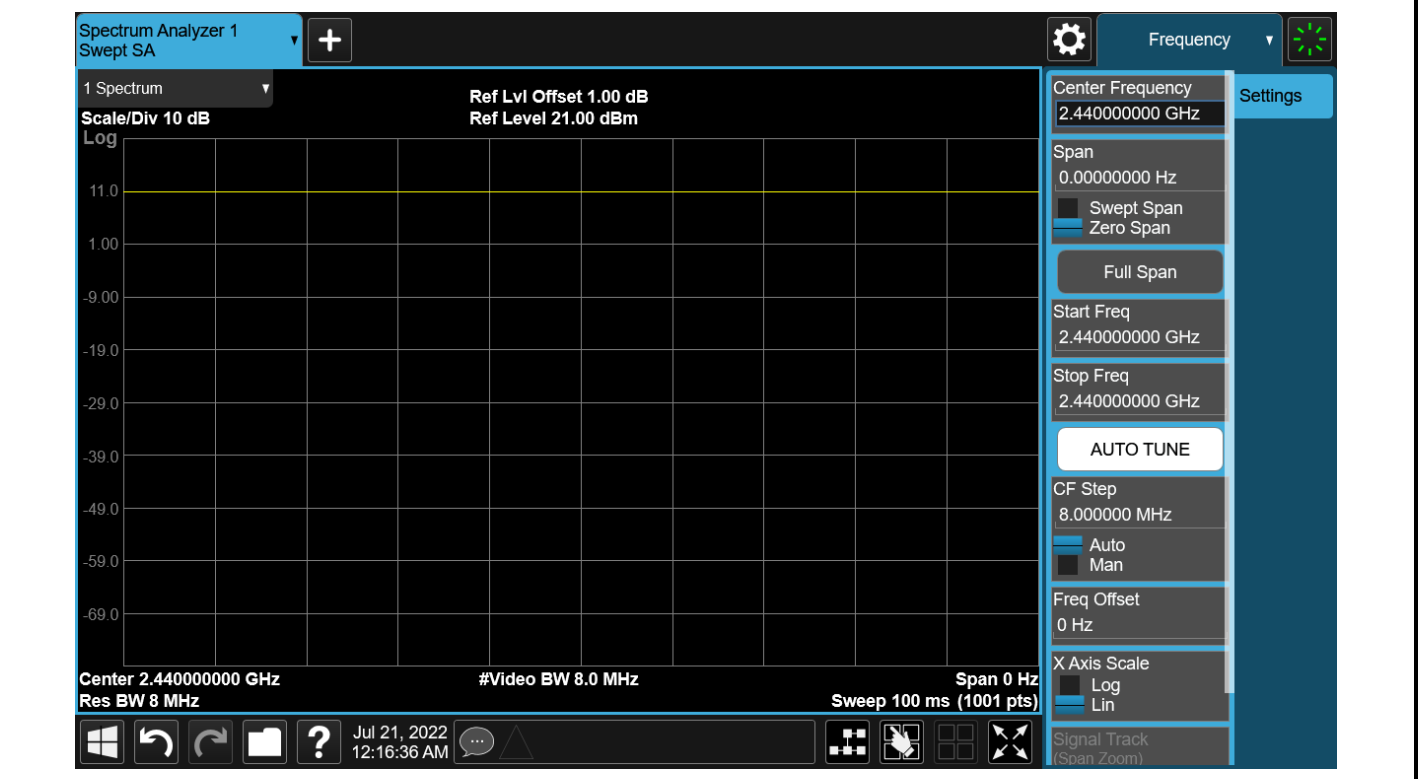 Spectrum Analyzer 1
Swept SA
Frequency
1 Spectrum
Scale/Div 10 dB
Ref Lvl Offset 1.00 dB
Ref Level 21.00 dBm
Log
11.0
1.00
-9.00
-19.0
-29.0
-39.0
-49.0
-59.0
-69.0
Center 2.440000000 GHz
#Video BW 8.0 MHz
Span 0 Hz
Res BW 8 MHz
Sweep 100 ms (1001 pts)
Center Frequency
2.440000000 GHz
Settings
Span
0.00000000 Hz
Swept Span
Zero Span
Full Span
Start Freq
2.440000000 GHz
Stop Freq
2.440000000 GHz
AUTO TUNE
CF Step
8.000000 MHz
Auto
Man
Freq Offset
0 Hz
X Axis Scale
Log
Lin
Signal Track
(Span Zoom)
?
Jul 21, 2022
12:16:36 AM